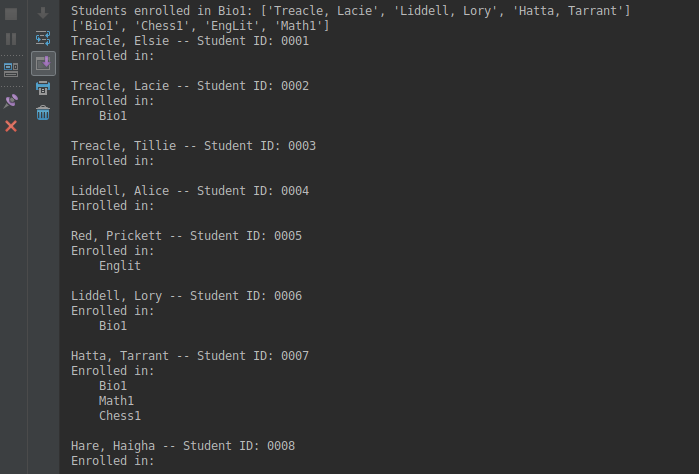 Students enrolled in Bio1: ['Treacle, Lacie', 'Liddell, Lory', 'Hatta, Tarrant']
['Bio1', 'Chess1', 'EngLit', 'Math1']
Treacle, Elsie -- Student ID: 0001
Enrolled in:
Treacle, Lacie -- Student ID: 0002
Enrolled in:
    Bio1
Treacle, Tillie -- Student ID: 0003
Enrolled in:
Liddell, Alice -- Student ID: 0004
Enrolled in:
Red, Prickett -- Student ID: 0005
Enrolled in:
    Englit
Liddell, Lory -- Student ID: 0006
Enrolled in:
    Bio1
Hatta, Tarrant -- Student ID: 0007
Enrolled in:
    Bio1
    Math1
    Chess1
Hare, Haigha -- Student ID: 0008
Enrolled in: